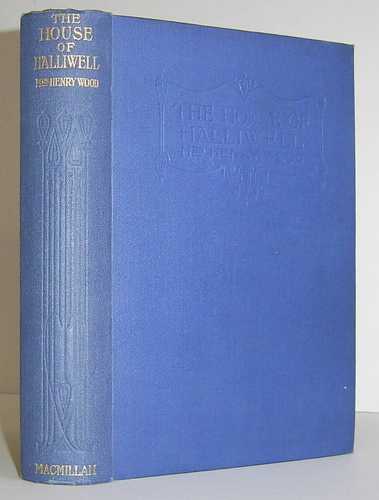 THE
HOUSE
OF
HALLIWELL
MRS HENRY WOOD
MACMILLAN
THE HOUSE OF
HALLIWELL
MRS HENRY WOOD